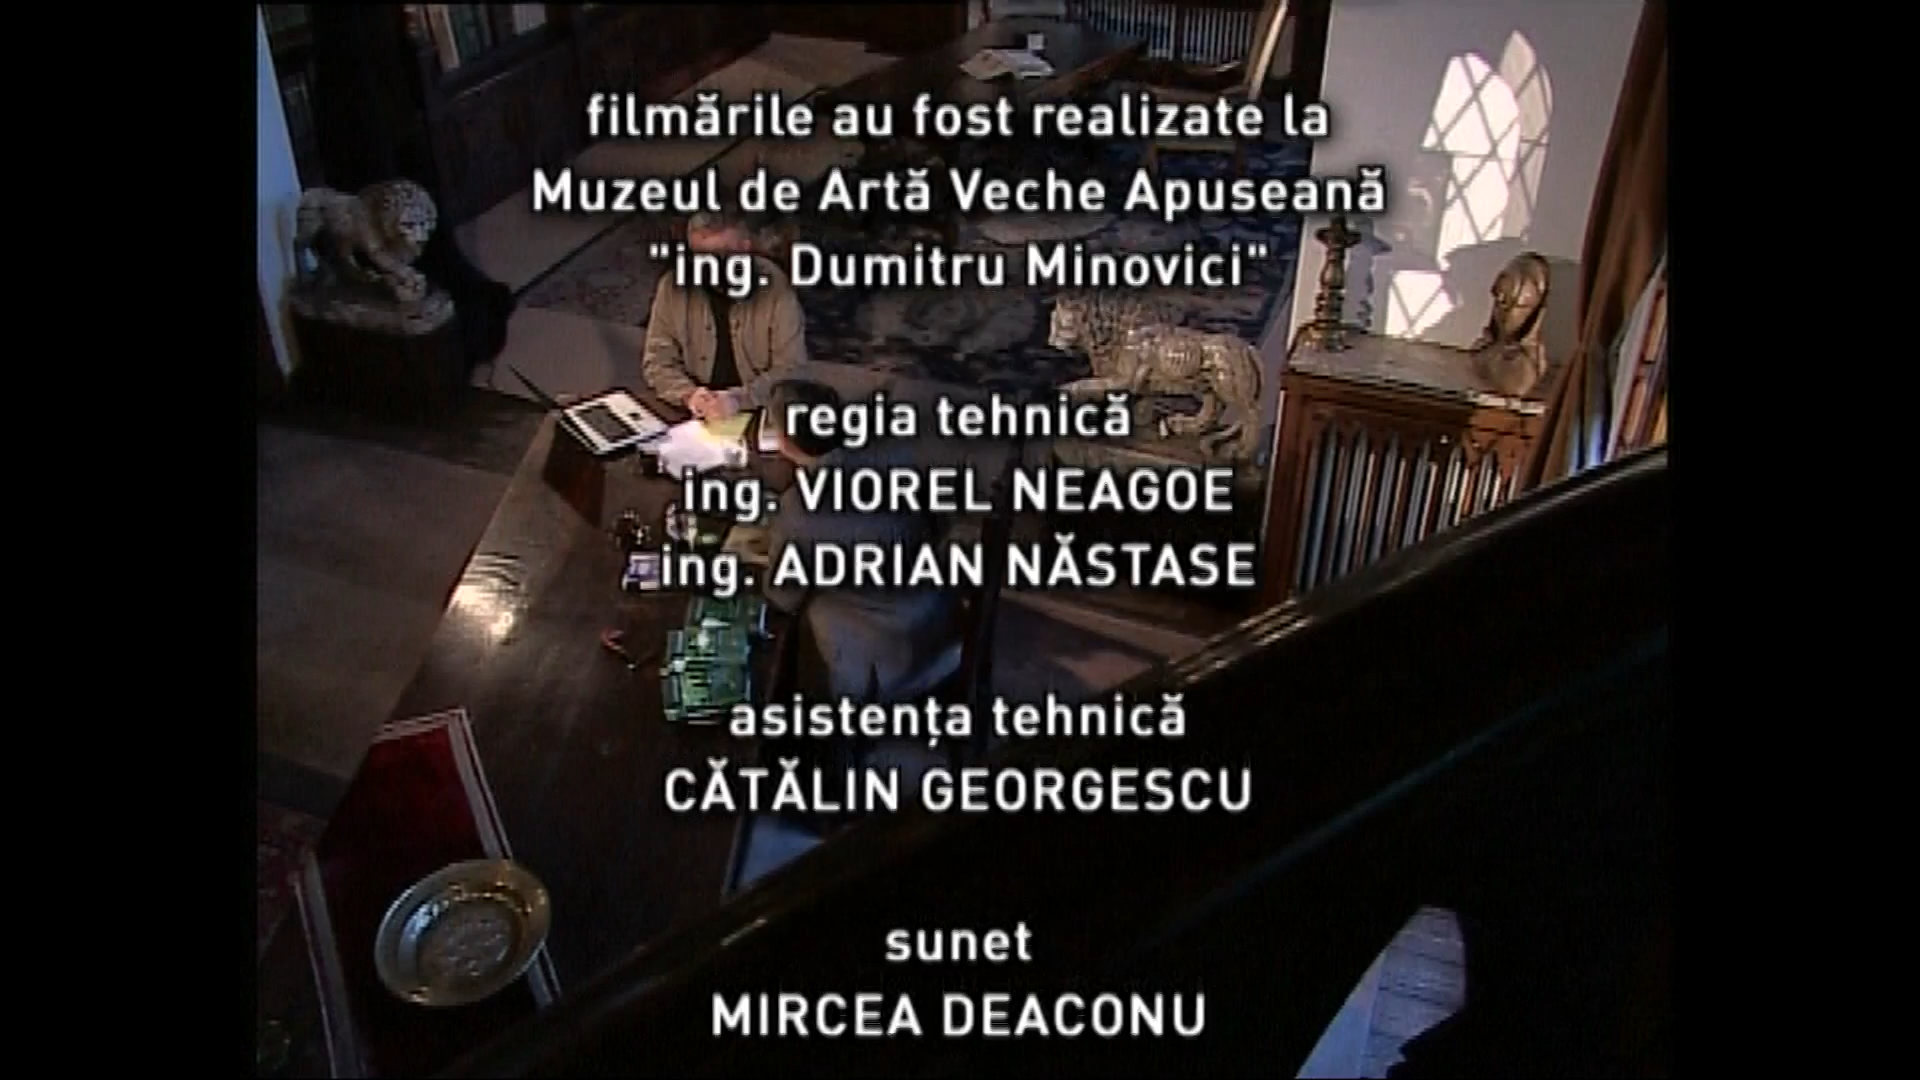 filmările au fost realizate la
Muzeul de Artă Veche Apuseană
"ing. Dumitru Minovici"
regia tehnică
ing. VIOREL NEAGOE
ing. ADRIAN NĂSTASE
asistența tehnică
CĂTĂLIN GEORGESCU
sunet
MIRCEA DEACONU